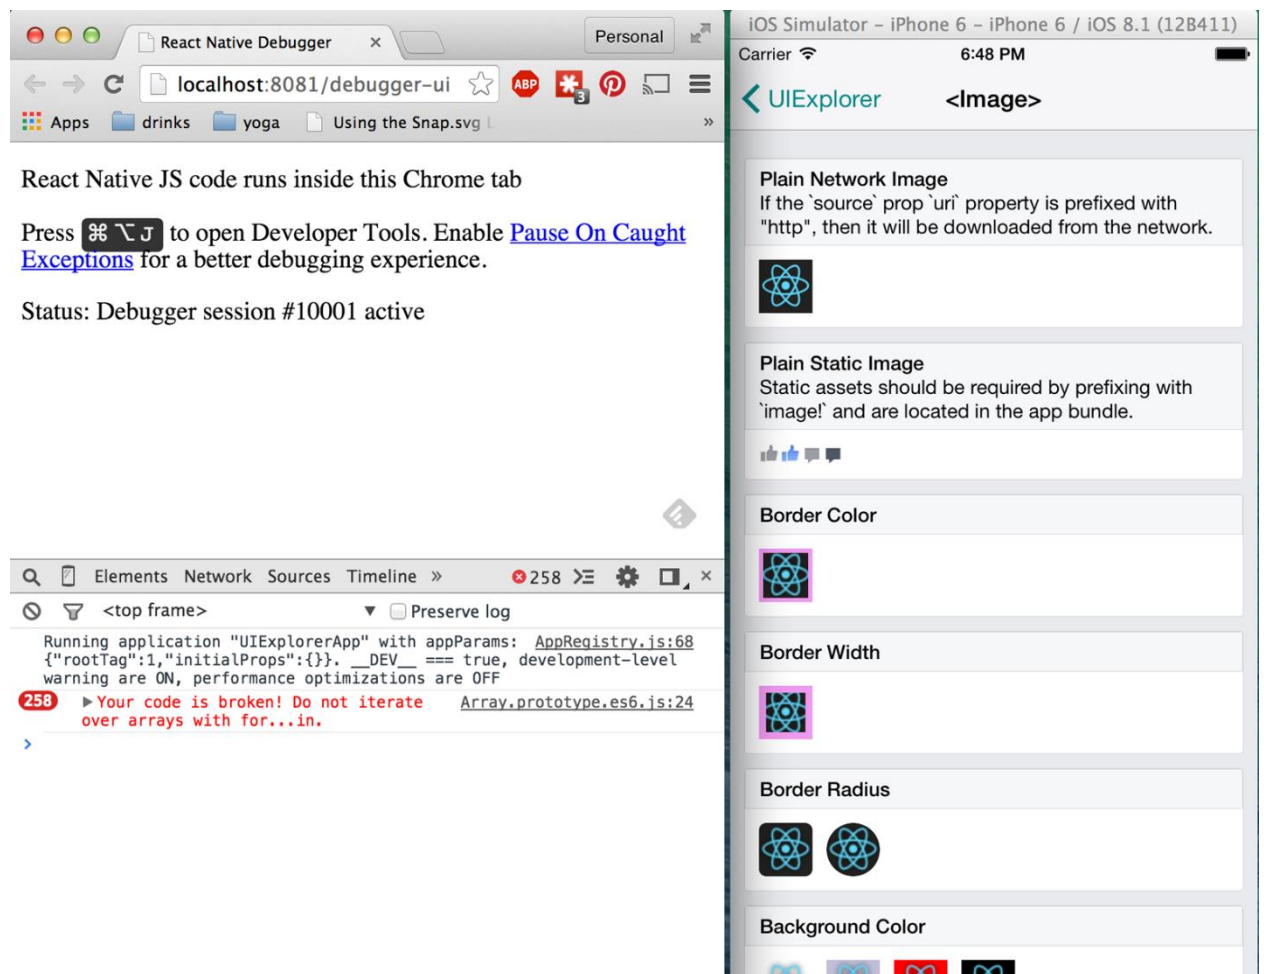 React Native Debugger
Personal
localhost:8081/debugger-ui
ABP
3
Apps
drinks
yoga
Using the Snap.svg L
»
React Native JS code runs inside this Chrome tab
Press ⌘ ⌥ J to open Developer Tools. Enable Pause On Caught
Exceptions for a better debugging experience.
Status: Debugger session #10001 active
Elements Network Sources Timeline »
258
<top frame>
Preserve log
Running application "UIExplorerApp" with appParams: AppRegistry.js:68
{"rootTag":1,"initialProps":{}}. __DEV__ === true, development-level
warning are ON, performance optimizations are OFF
258 Your code is broken! Do not iterate Array.prototype.es6.js:24
over arrays with for...in.
iOS Simulator – iPhone 6 – iPhone 6 / iOS 8.1 (12B411)
Carrier
6:48 PM
UIExplorer
<Image>
Plain Network Image
If the `source` prop `uri` property is prefixed with
"http", then it will be downloaded from the network.
Plain Static Image
Static assets should be required by prefixing with
`image!` and are located in the app bundle.
Border Color
Border Width
Border Radius
Background Color